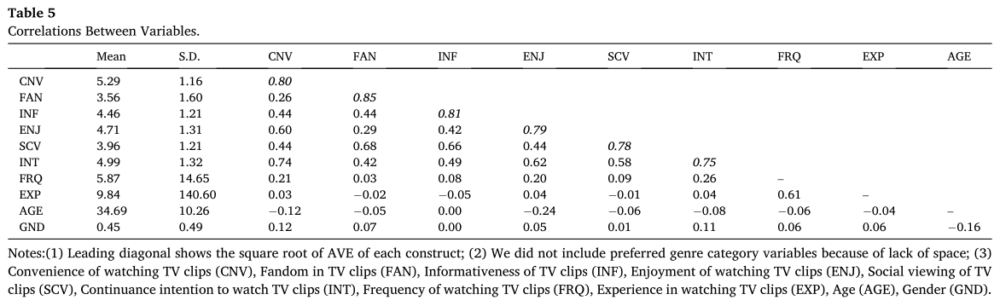 Table 5
Correlations Between Variables.
Mean S.D. CNV FAN INF ENJ SCV INT FRQ EXP AGE
CNV 5.29 1.16 0.80
FAN 3.56 1.60 0.26 0.85
INF 4.46 1.21 0.44 0.44 0.81
ENJ 4.71 1.31 0.60 0.29 0.42 0.79
SCV 3.96 1.21 0.44 0.68 0.66 0.44 0.78
INT 4.99 1.32 0.74 0.42 0.49 0.62 0.58 0.75
FRQ 5.87 14.65 0.21 0.03 0.08 0.20 0.09 0.26 –
EXP 9.84 140.60 0.03 −0.02 −0.05 0.04 −0.01 0.04 0.61 –
AGE 34.69 10.26 −0.12 −0.05 0.00 −0.24 −0.06 −0.08 −0.06 −0.04 –
GND 0.45 0.49 0.12 0.07 0.00 0.05 0.01 0.11 0.06 0.06 −0.16
Notes:(1) Leading diagonal shows the square root of AVE of each construct; (2) We did not include preferred genre category variables because of lack of space; (3)
Convenience of watching TV clips (CNV), Fandom in TV clips (FAN), Informativeness of TV clips (INF), Enjoyment of watching TV clips (ENJ), Social viewing of TV
clips (SCV), Continuance intention to watch TV clips (INT), Frequency of watching TV clips (FRQ), Experience in watching TV clips (EXP), Age (AGE), Gender (GND).